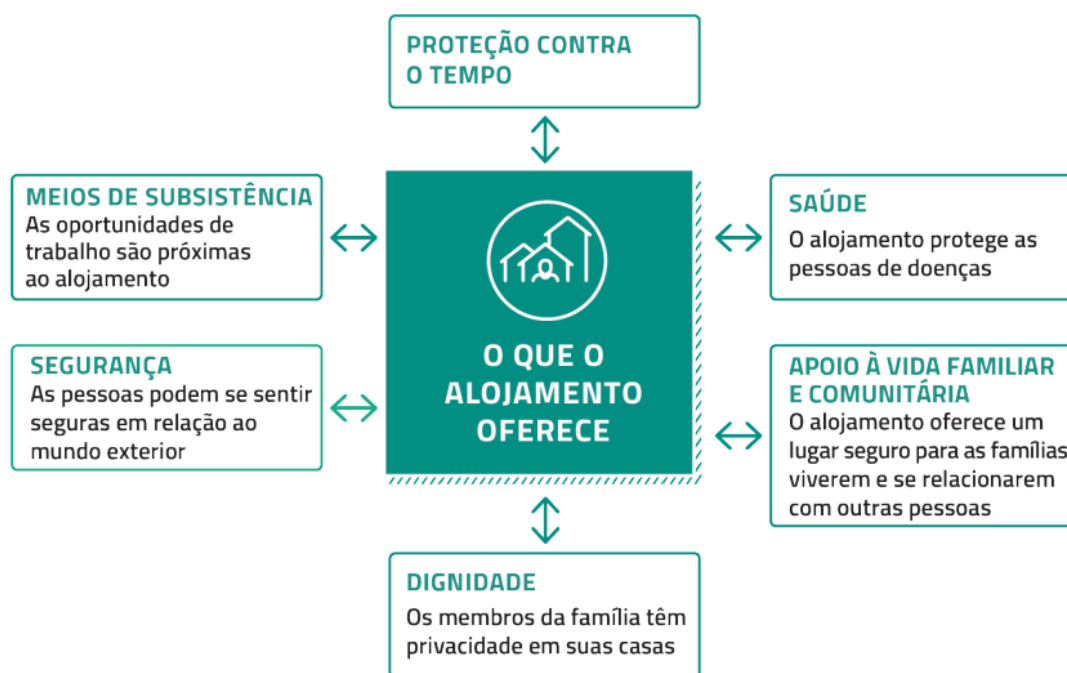 PROTEÇÃO CONTRA
O TEMPO
MEIOS DE SUBSISTÊNCIA
As oportunidades de
trabalho são próximas
ao alojamento
SAÚDE
O alojamento protege as
pessoas de doenças
O QUE O
ALOJAMENTO
OFERECE
SEGURANÇA
As pessoas podem se sentir
seguras em relação ao
mundo exterior
APOIO À VIDA FAMILIAR
E COMUNITÁRIA
O alojamento oferece um
lugar seguro para as famílias
viverem e se relacionarem
com outras pessoas
DIGNIDADE
Os membros da família têm
privacidade em suas casas